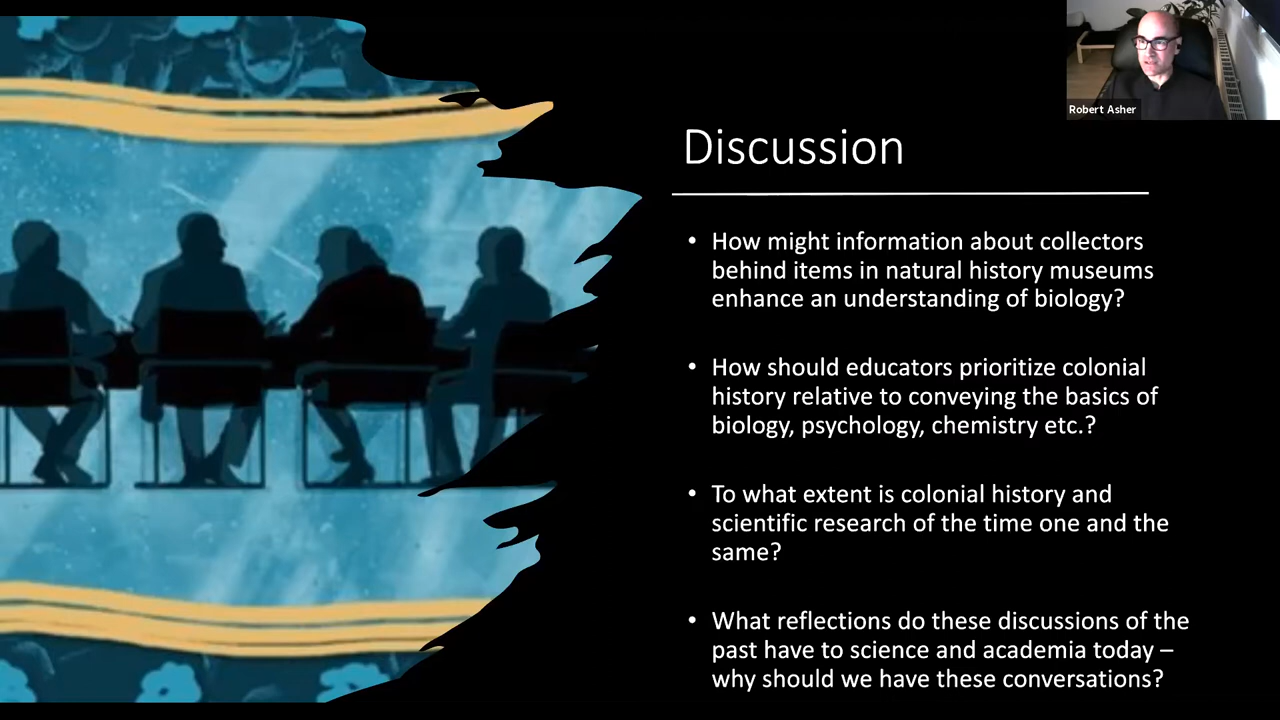 Robert Asher
Discussion
• How might information about collectors
behind items in natural history museums
enhance an understanding of biology?
• How should educators prioritize colonial
history relative to conveying the basics of
biology, psychology, chemistry etc.?
• To what extent is colonial history and
scientific research of the time one and the
same?
• What reflections do these discussions of the
past have to science and academia today –
why should we have these conversations?